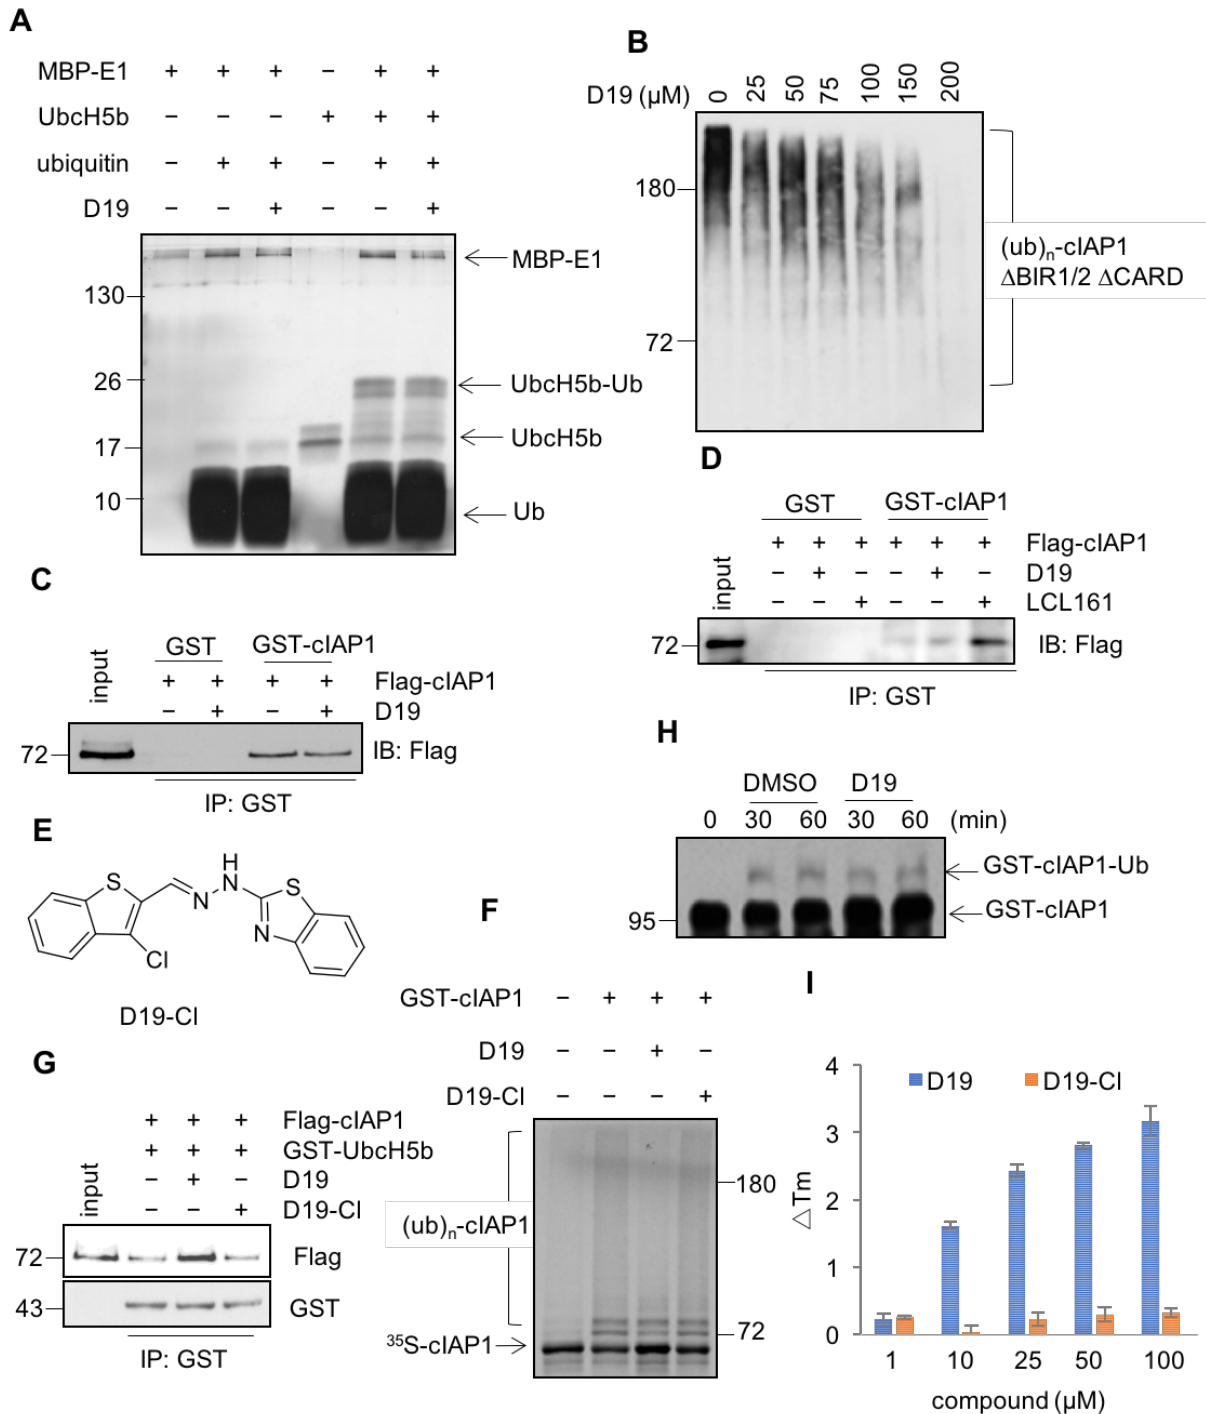 A
MBP-E1 + + + – + +
UbcH5b – – – + + +
ubiquitin – + + – + +
D19 – – + – – +
MBP-E1
130
26
UbcH5b-Ub
UbcH5b
17
10
Ub
B
D19 (µM) 0 25 50 75 100 150 200
180
(ub)n-cIAP1
ΔBIR1/2 ΔCARD
72
C
GST GST-cIAP1
input
+ + + + Flag-cIAP1
– + – + D19
72
IB: Flag
IP: GST
D
GST GST-cIAP1
input
+ + + + + + Flag-cIAP1
– + – – + – D19
– – + – – + LCL161
72
IB: Flag
IP: GST
E
S
N
N
H
S
N
Cl
D19-Cl
F
GST-cIAP1 – + + +
D19 – – + –
D19-Cl – – – +
180
(ub)n-cIAP1
72
35S-cIAP1
G
input
+ + + Flag-cIAP1
+ + + GST-UbcH5b
– + – D19
– – + D19-Cl
72
Flag
43
GST
IP: GST
H
DMSO D19
0 30 60 30 60 (min)
GST-cIAP1-Ub
95
GST-cIAP1
I
D19 D19-Cl
4
3
2
1
0
△Tm
1 10 25 50 100
compound (µM)